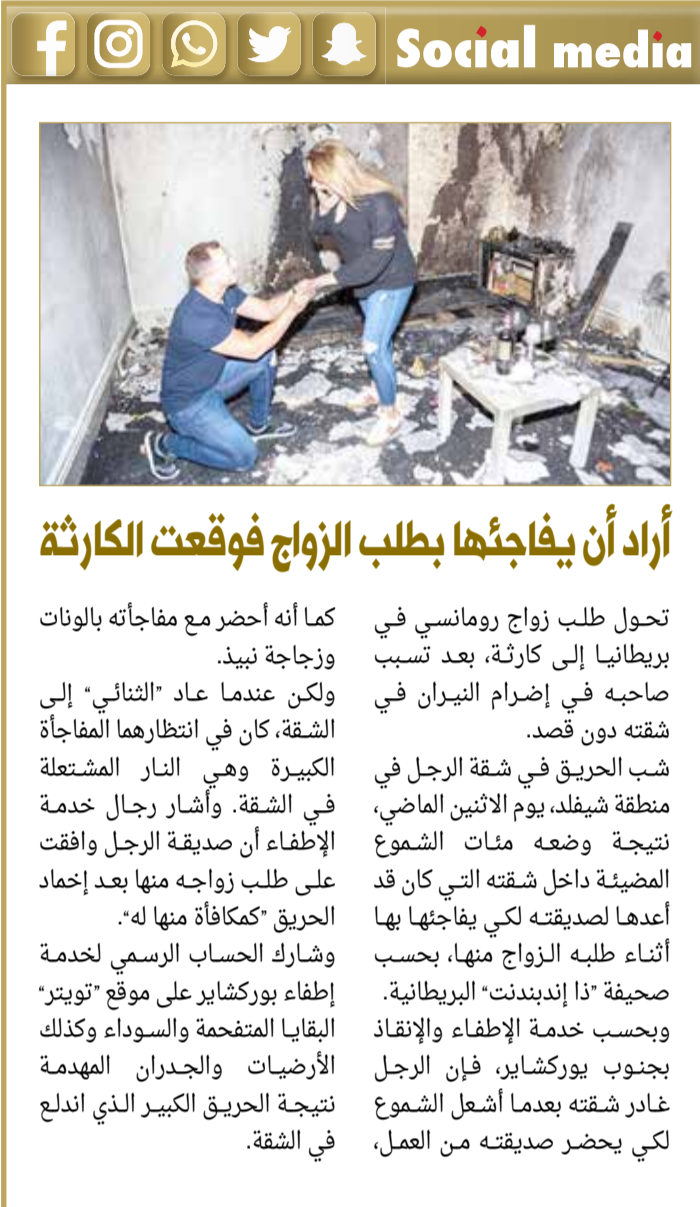 Social media
أراد أن يفاجئها بطلب الزواج فوقعت الكارثة
تحول طلب زواج رومانسي في
بريطانيا إلى كارثة، بعد تسبب
صاحبه في إضرام النيران في
شقته دون قصد.
شب الحريق في شقة الرجل في
منطقة شيفلد، يوم الاثنين الماضي،
نتيجة وضعه مئات الشموع
المضيئة داخل شقته التي كان قد
أعدها لصديقته لكي يفاجئها بها
أثناء طلبه الزواج منها، بحسب
صحيفة ”ذا إندبندنت“ البريطانية.
وبحسب خدمة الإطفاء والإنقاذ
بجنوب يوركشاير، فإن الرجل
غادر شقته بعدما أشعل الشموع
لكي يحضر صديقته من العمل،
كما أنه أحضر مع مفاجأته بالونات
وزجاجة نبيذ.
ولكن عندما عاد ”الثنائي“ إلى
الشقة، كان في انتظارهما المفاجأة
الكبيرة وهي النار المشتعلة
في الشقة. وأشار رجال خدمة
الإطفاء أن صديقة الرجل وافقت
على طلب زواجه منها بعد إخماد
الحريق ”كمكافأة منها له“.
وشارك الحساب الرسمي لخدمة
إطفاء بوركشاير على موقع ”تويتر“
البقايا المتفحمة والسوداء وكذلك
الأرضيات والجدران المهدمة
نتيجة الحريق الكبير الذي اندلع
في الشقة.